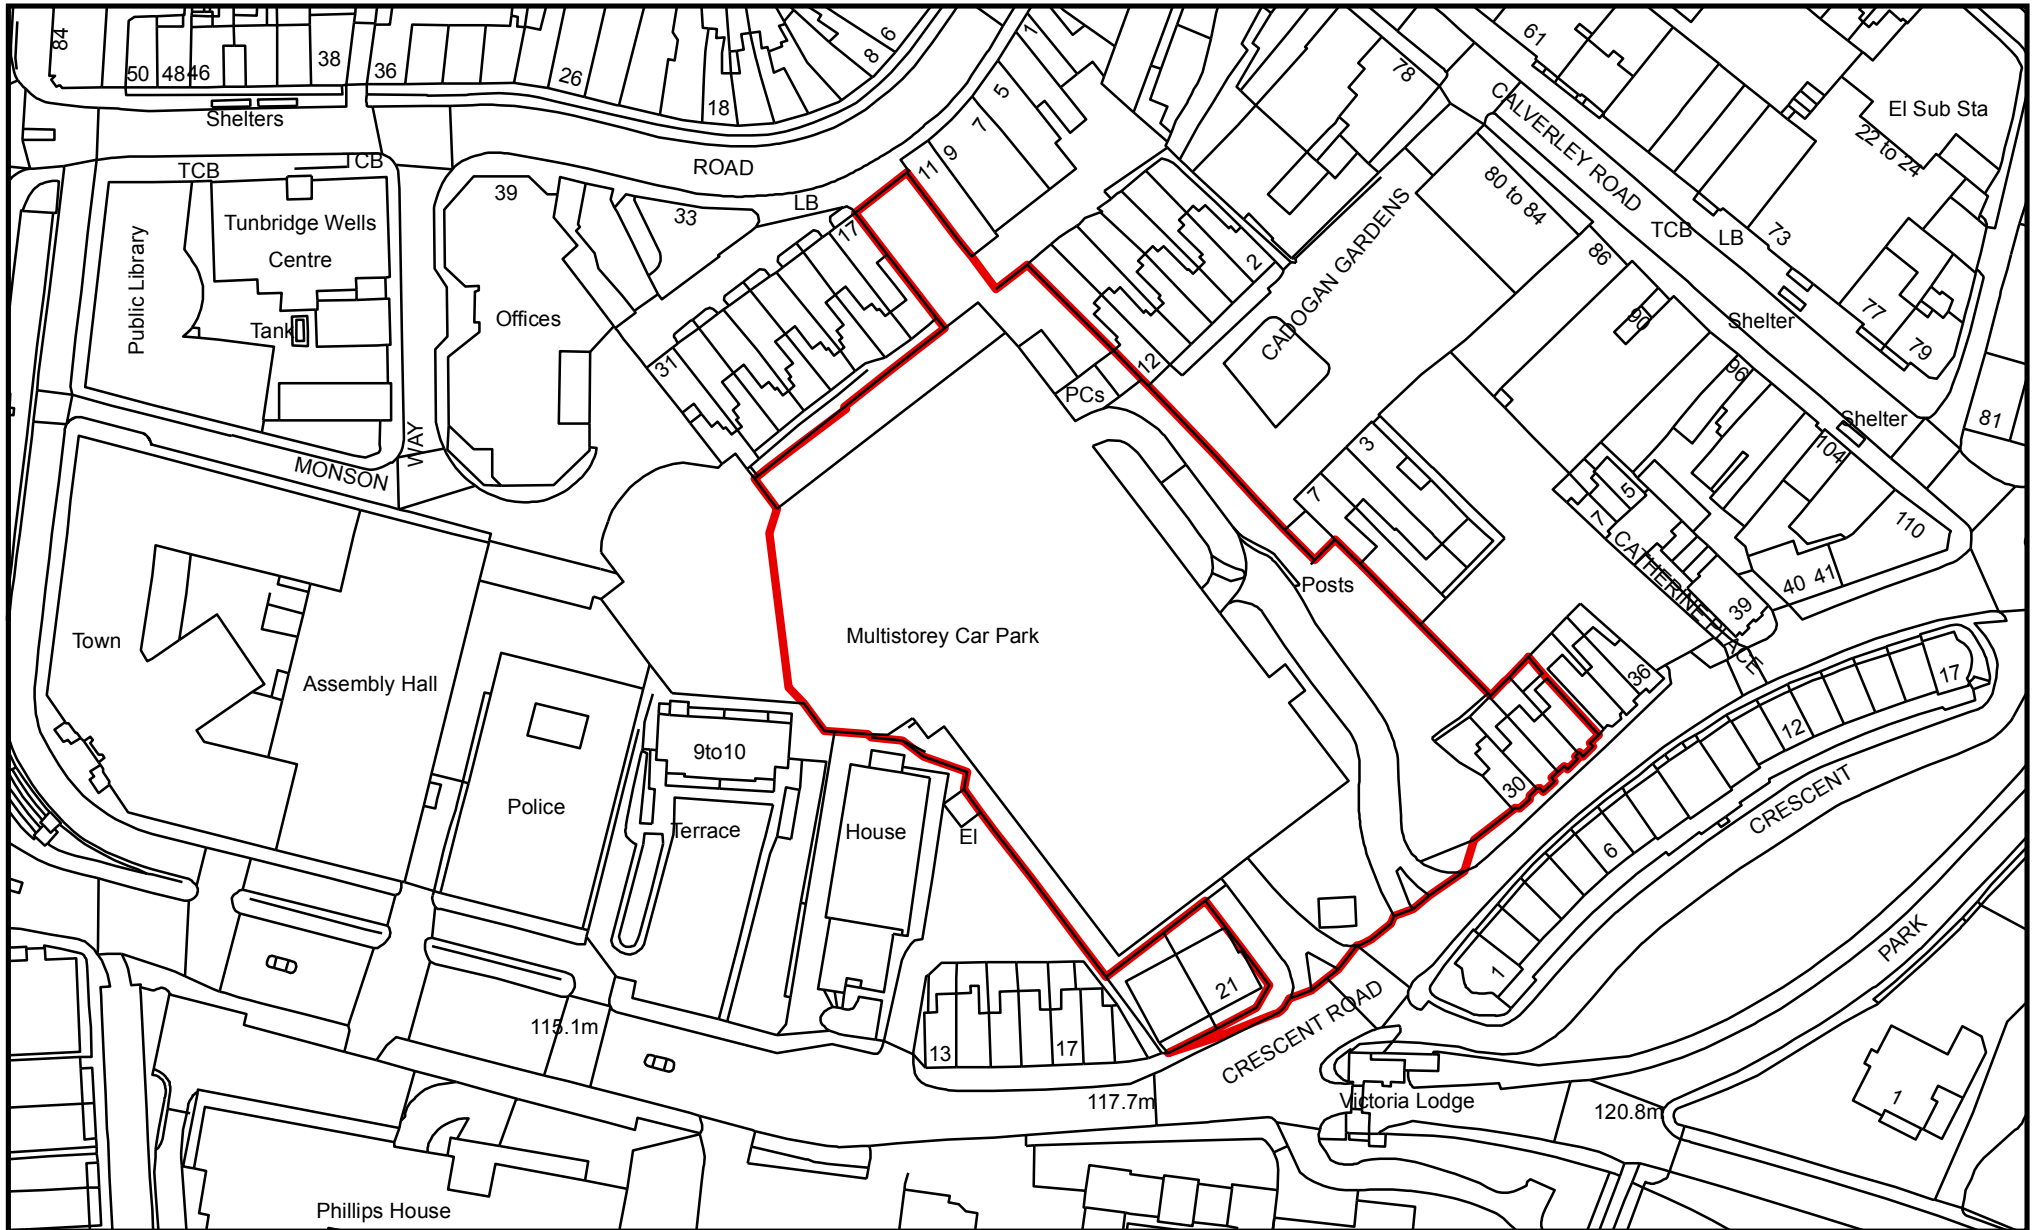 84
50
48
46
38
36
26
18
8
6
1
5
7
9
11
61
78
CALVERLEY ROAD
El Sub Sta
22 to 24
Shelters
TCB
TCB
ROAD
LB
39
33
17
31
Public Library
Tunbridge Wells
Centre
Tank
Offices
2
12
CADOGAN GARDENS
80 to 84
86
TCB
LB
73
77
79
81
90
Shelter
96
Shelter
104
110
PCs
3
7
5
7
CATHERINE PLACE
40
41
39
MONSON
WAY
Posts
Town
Assembly Hall
Multistorey Car Park
36
30
17
12
6
1
CRESCENT
PARK
9to10
Police
Terrace
House
El
21
13
17
115.1m
117.7m
CRESCENT ROAD
Victoria Lodge
120.8m
1
Phillips House